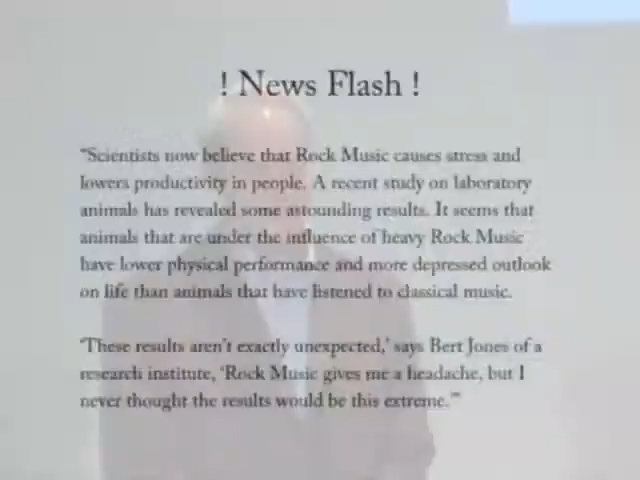 ! News Flash !
"Scientists now believe that Rock Music causes stress and
lowers productivity in people. A recent study on laboratory
animals has revealed some astounding results. It seems that
animals that are under the influence of heavy Rock Music
have lower physical performance and more depressed outlook
on life than animals that have listened to classical music.
'These results aren't exactly unexpected,' says Bert Jones of a
research institute, 'Rock Music gives me a headache, but I
never thought the results would be this extreme.'"